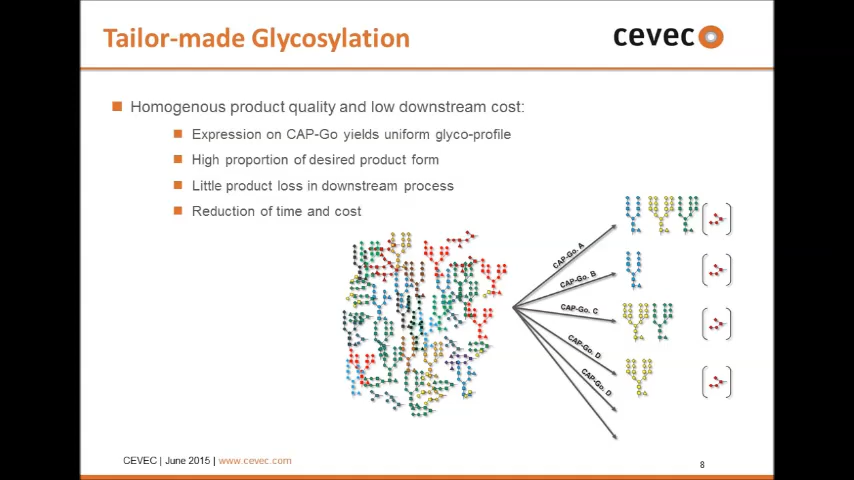 Tailor-made Glycosylation
cevec
Homogenous product quality and low downstream cost:
Expression on CAP-Go yields uniform glyco-profile
High proportion of desired product form
Little product loss in downstream process
Reduction of time and cost
CAP-Go. A
CAP-Go. B
CAP-Go. C
CAP-Go. D
CAP-Go. D
CEVEC | June 2015 | www.cevec.com
8